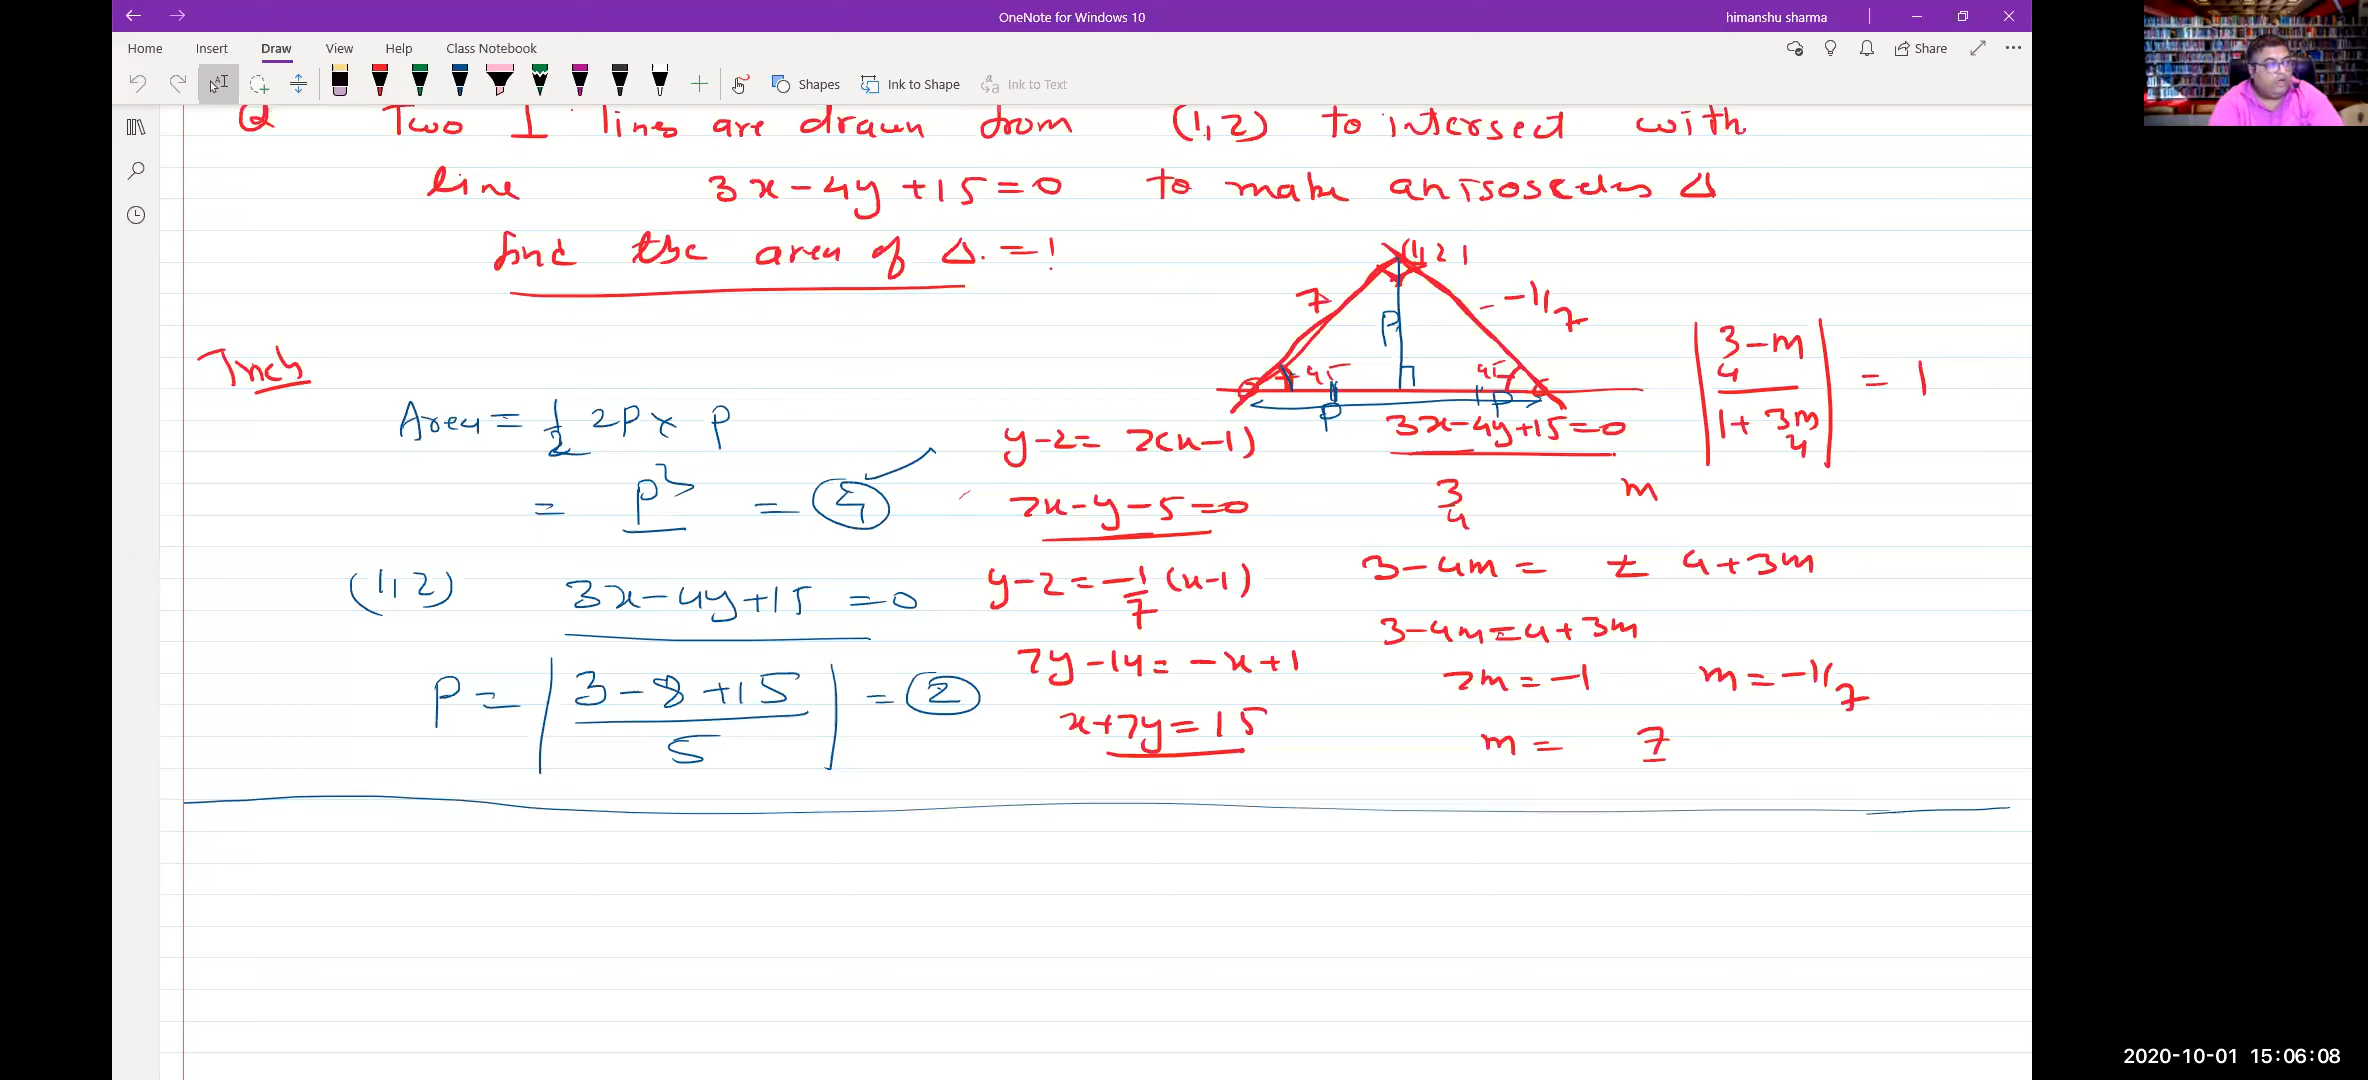 OneNote for Windows 10
himanshu sharma
Home Insert Draw View Help Class Notebook
Share
Shapes Ink to Shape Ink to Text
Q Two ⊥ lines are drawn from (1,2) to intersect with
line 3x-4y+15=0 to make an isosceles Δ
find the area of Δ. = !
(1,2)
7
-1/7
P
45
45
P
P
3x-4y+15=0
|(3/4-m)/(1+3m/4)| = 1
Trick
Area = 1/2 2P × P
= P² = 4
(1,2) 3x-4y+15=0
P = |(3-8+15)/5| = 2
y-2=7(x-1)
7x-y-5=0
y-2=-1/7(x-1)
7y-14=-x+1
x+7y=15
3/4 m
3-4m = ± 4+3m
3-4m=4+3m
7m=-1 m=-1/7
m= 7
2020-10-01 15:06:08